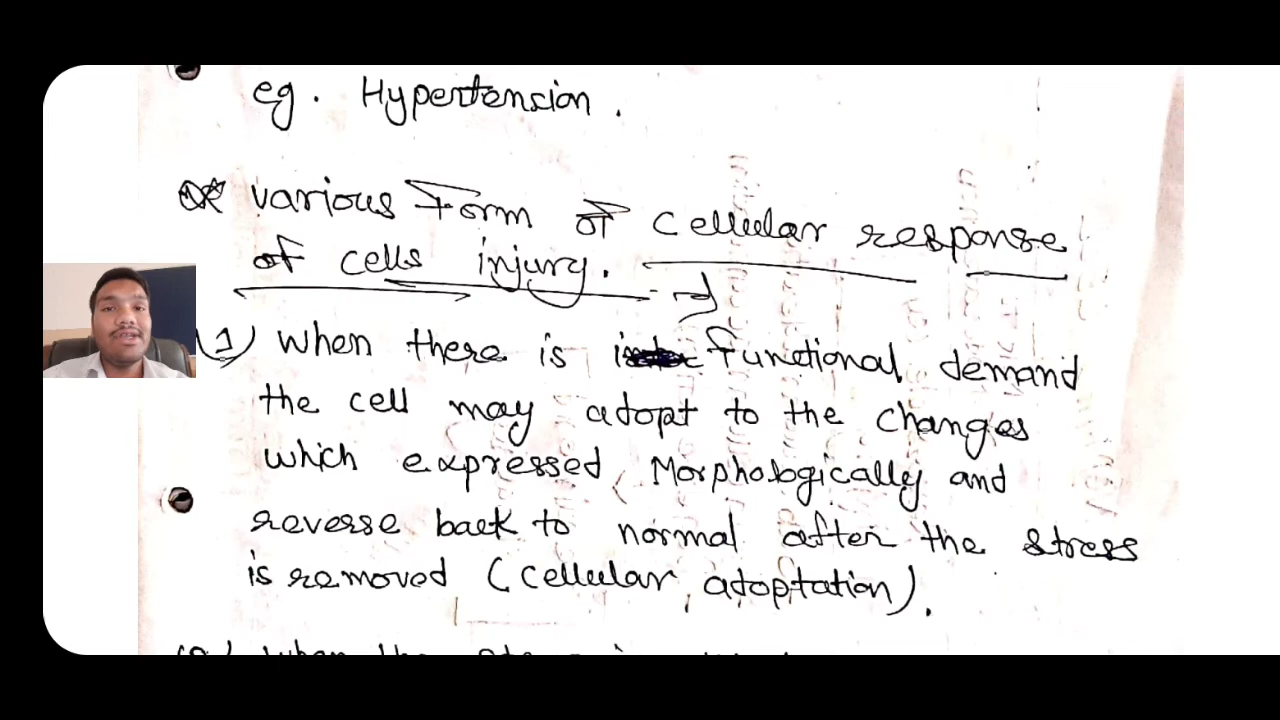 eg. Hypertension.
various Form of cellular response
of cells injury.
(1) when there is functional demand
the cell may adopt to the changes
which expressed Morphologically and
reverse back to normal after the stress
is removed (cellular adoptation).
when the